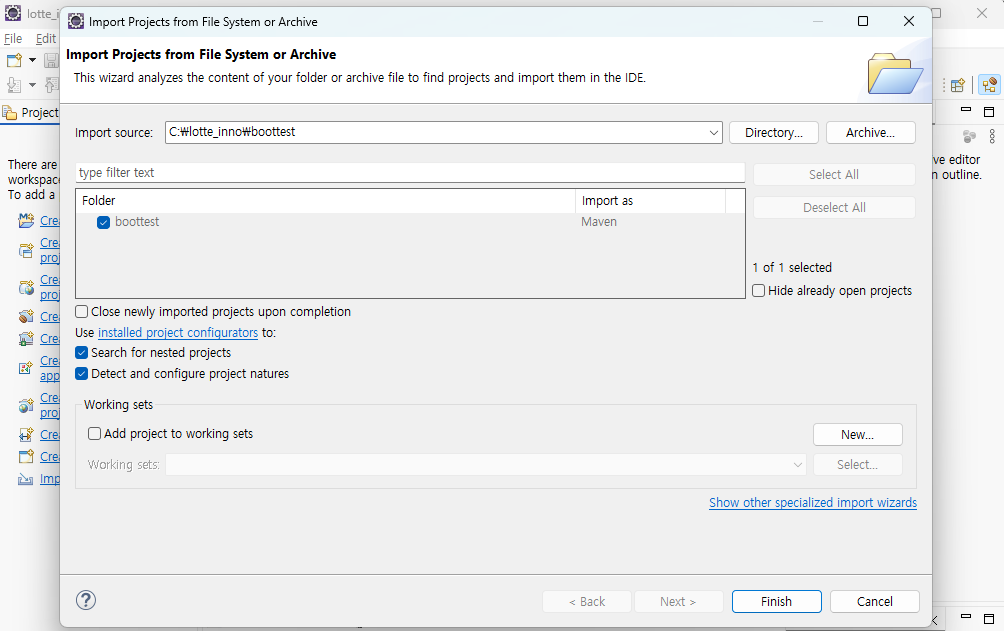 lotte_i
Import Projects from File System or Archive
File Edit
Import Projects from File System or Archive
This wizard analyzes the content of your folder or archive file to find projects and import them in the IDE.
Project
Import source:
C:₩lotte_inno₩boottest
Directory...
Archive...
There are
workspac
To add a
ve editor
n outline.
type filter text
Select All
Folder
Import as
Deselect All
boottest
Maven
Crea
Crea
proj
Crea
proj
Crea
Crea
Crea
app
Crea
proj
Crea
Crea
Imp
1 of 1 selected
Hide already open projects
Close newly imported projects upon completion
Use installed project configurators to:
Search for nested projects
Detect and configure project natures
Working sets
Add project to working sets
New...
Working sets:
Select...
Show other specialized import wizards
?
< Back
Next >
Finish
Cancel